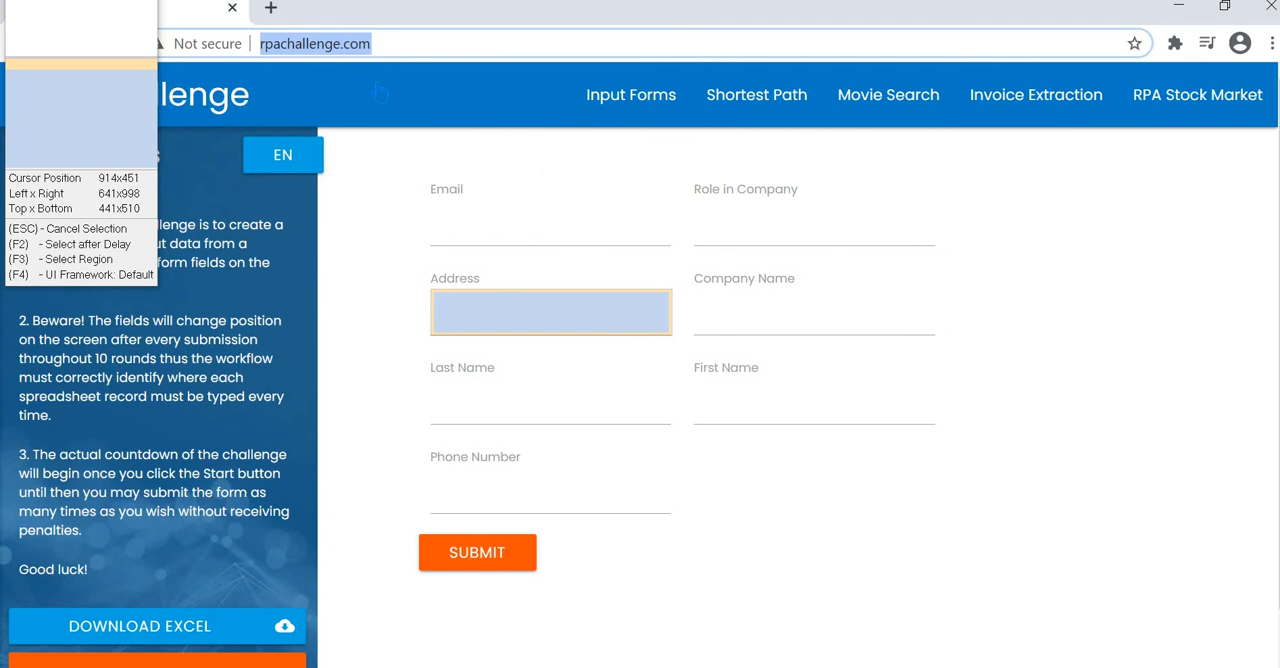 Not secure
rpachallenge.com
lenge
Input Forms
Shortest Path
Movie Search
Invoice Extraction
RPA Stock Market
Cursor Position 914x451
Left x Right 641x998
Top x Bottom 441x510
(ESC) - Cancel Selection
(F2) - Select after Delay
(F3) - Select Region
(F4) - UI Framework: Default
EN
lenge is to create a
ut data from a
form fields on the
2. Beware! The fields will change position
on the screen after every submission
throughout 10 rounds thus the workflow
must correctly identify where each
spreadsheet record must be typed every
time.
3. The actual countdown of the challenge
will begin once you click the Start button
until then you may submit the form as
many times as you wish without receiving
penalties.
Good luck!
DOWNLOAD EXCEL
Email
Role in Company
Address
Company Name
Last Name
First Name
Phone Number
SUBMIT